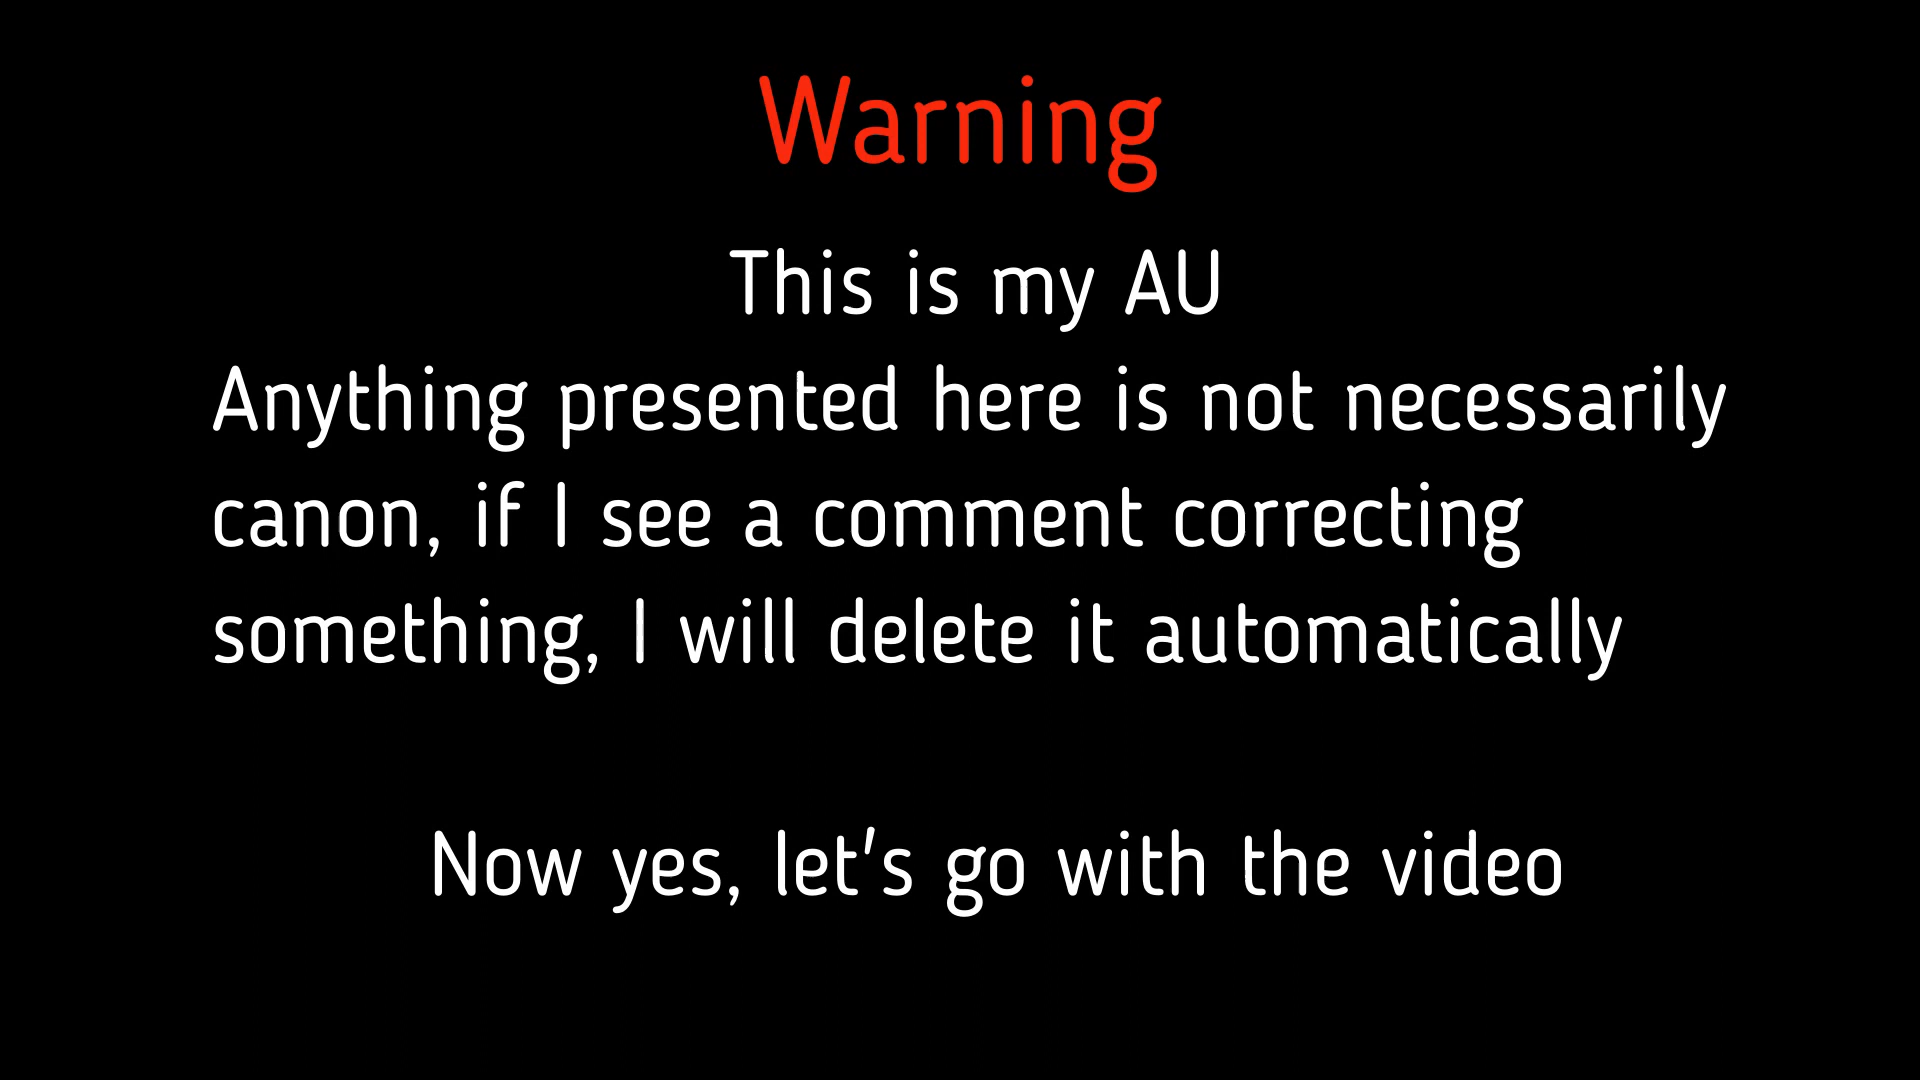 Warning
This is my AU
Anything presented here is not necessarily
canon, if I see a comment correcting
something, I will delete it automatically
Now yes, let's go with the video